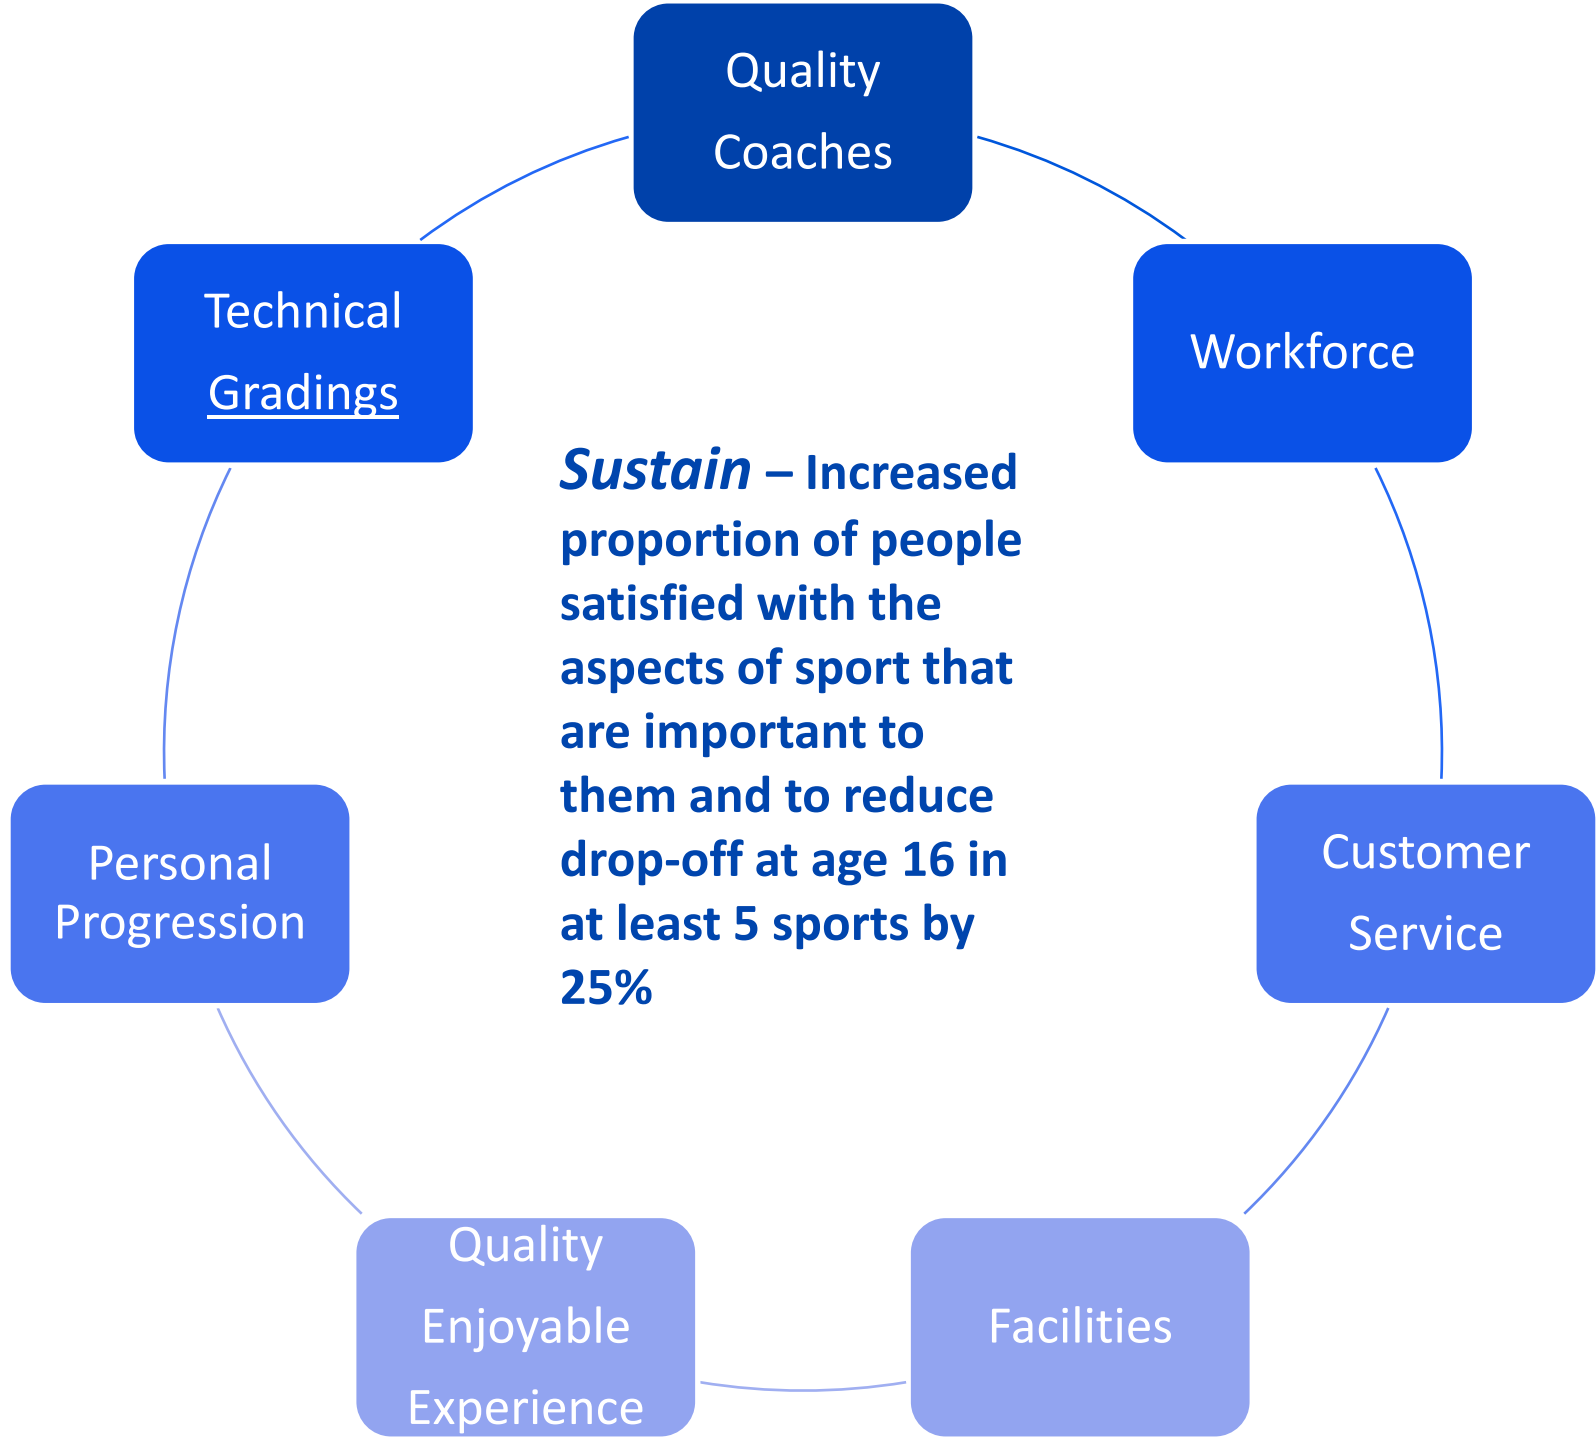 Quality
Coaches
Technical
Gradings
Workforce
Sustain – Increased
proportion of people
satisfied with the
aspects of sport that
are important to
them and to reduce
drop-off at age 16 in
at least 5 sports by
25%
Personal
Progression
Customer
Service
Quality
Enjoyable
Experience
Facilities